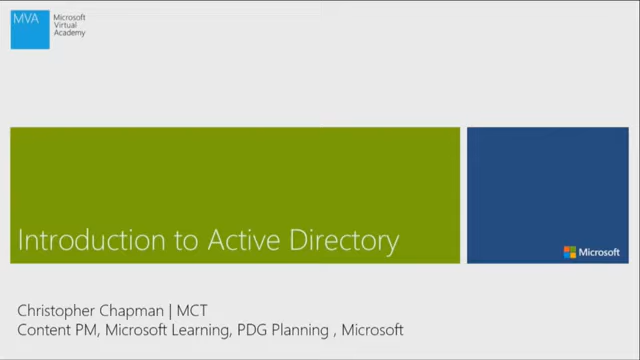 MVA
Microsoft
Virtual
Academy
Introduction to Active Directory
Microsoft
Christopher Chapman | MCT
Content PM, Microsoft Learning, PDG Planning , Microsoft